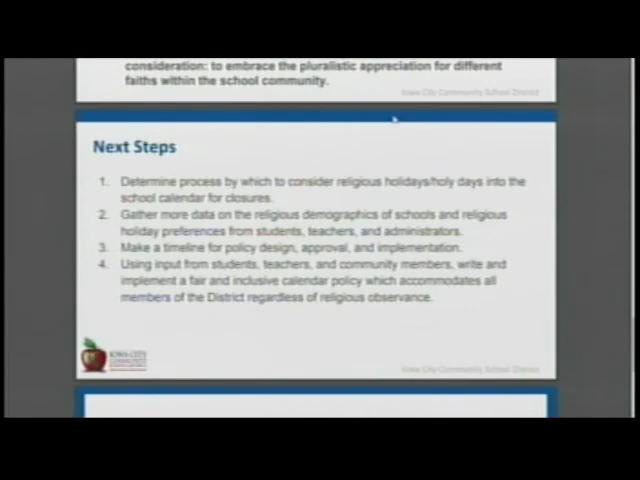 consideration: to embrace the pluralistic appreciation for different
faiths within the school community.
Iowa City Community School District
Next Steps
1. Determine process by which to consider religious holidays/holy days into the
school calendar for closures.
2. Gather more data on the religious demographics of schools and religious
holiday preferences from students, teachers, and administrators.
3. Make a timeline for policy design, approval, and implementation.
4. Using input from students, teachers, and community members, write and
implement a fair and inclusive calendar policy which accommodates all
members of the District regardless of religious observance.
IOWA CITY
COMMUNITY
Iowa City Community School District